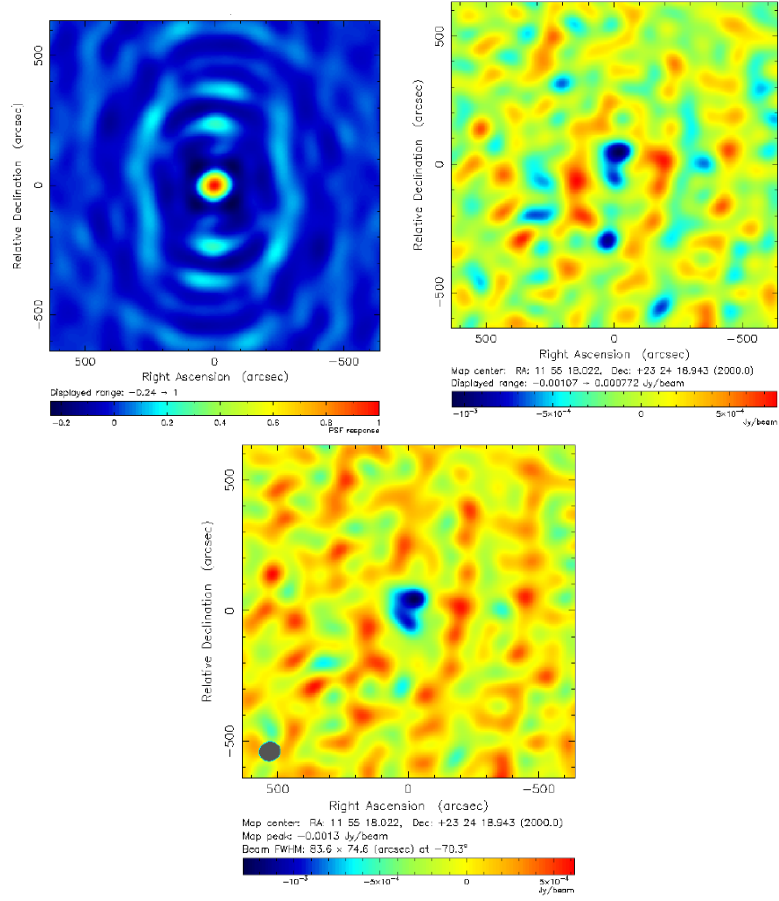 500
0
−500
Relative Declination (arcsec)
500 0 −500
Right Ascension (arcsec)
Displayed range: −0.24 → 1
−0.2 0 0.2 0.4 0.6 0.8 1
PSF response
500
0
−500
Relative Declination (arcsec)
500 0 −500
Right Ascension (arcsec)
Map center: RA: 11 55 18.022, Dec: +23 24 18.943 (2000.0)
Displayed range: −0.00107 → 0.000772 Jy/beam
−10⁻³ −5×10⁻⁴ 0 5×10⁻⁴
Jy/beam
500
0
−500
Relative Declination (arcsec)
500 0 −500
Right Ascension (arcsec)
Map center: RA: 11 55 18.022, Dec: +23 24 18.943 (2000.0)
Map peak: −0.0013 Jy/beam
Beam FWHM: 83.6 × 74.6 (arcsec) at −70.3°
−10⁻³ −5×10⁻⁴ 0 5×10⁻⁴
Jy/beam